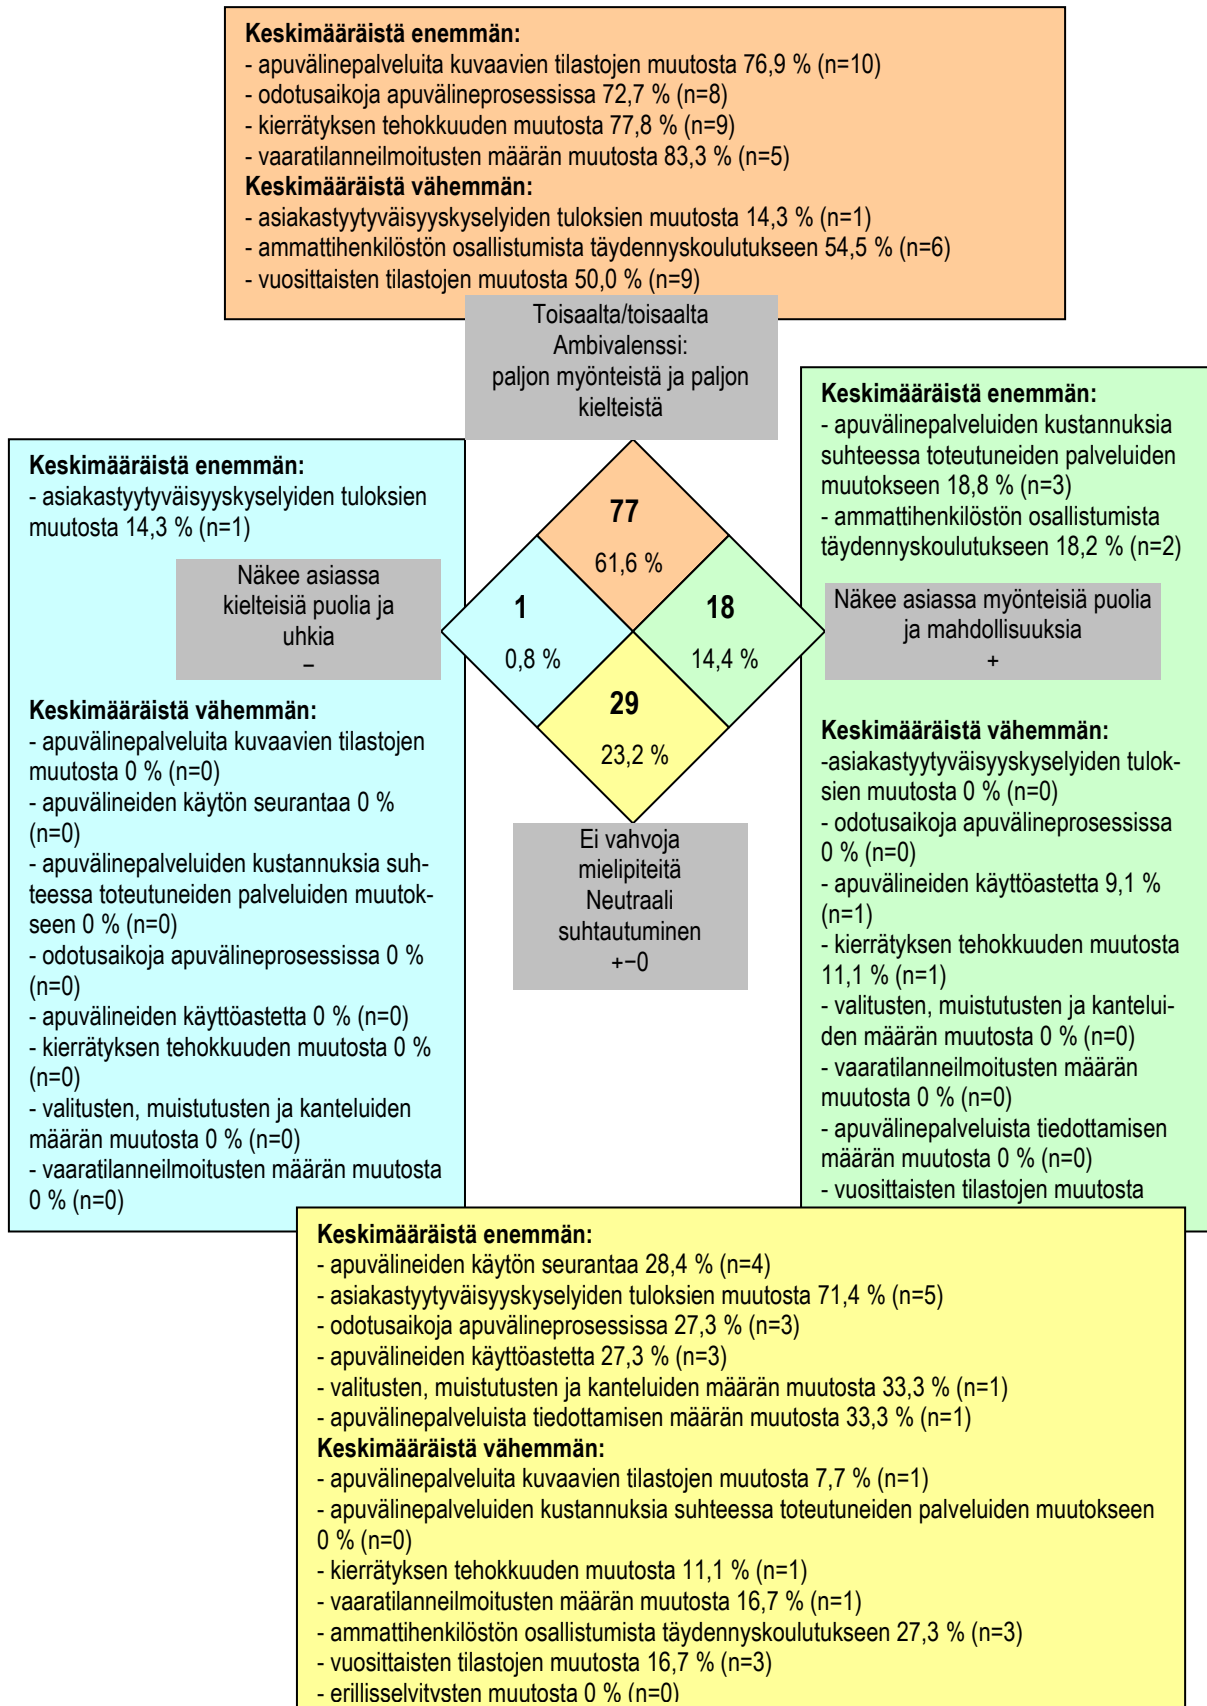 Keskimääräistä enemmän:
- apuvälinepalveluita kuvaavien tilastojen muutosta 76,9 % (n=10)
- odotusaikoja apuvälineprosessissa 72,7 % (n=8)
- kierrätyksen tehokkuuden muutosta 77,8 % (n=9)
- vaaratilanneilmoitusten määrän muutosta 83,3 % (n=5)
Keskimääräistä vähemmän:
- asiakastyytyväisyyskyselyiden tuloksien muutosta 14,3 % (n=1)
- ammattihenkilöstön osallistumista täydennyskoulutukseen 54,5 % (n=6)
- vuosittaisten tilastojen muutosta 50,0 % (n=9)
Toisaalta/toisaalta
Ambivalenssi:
paljon myönteistä ja paljon
kielteistä
Keskimääräistä enemmän:
- asiakastyytyväisyyskyselyiden tuloksien
muutosta 14,3 % (n=1)
Näkee asiassa
kielteisiä puolia ja
uhkia
–
Keskimääräistä vähemmän:
- apuvälinepalveluita kuvaavien tilastojen
muutosta 0 % (n=0)
- apuvälineiden käytön seurantaa 0 %
(n=0)
- apuvälinepalveluiden kustannuksia suh-
teessa toteutuneiden palveluiden muutok-
seen 0 % (n=0)
- odotusaikoja apuvälineprosessissa 0 %
(n=0)
- apuvälineiden käyttöastetta 0 % (n=0)
- kierrätyksen tehokkuuden muutosta 0 %
(n=0)
- valitusten, muistutusten ja kanteluiden
määrän muutosta 0 % (n=0)
- vaaratilanneilmoitusten määrän muutosta
0 % (n=0)
77
61,6 %
1
0,8 %
18
14,4 %
29
23,2 %
Ei vahvoja
mielipiteitä
Neutraali
suhtautuminen
+−0
Keskimääräistä enemmän:
- apuvälinepalveluiden kustannuksia
suhteessa toteutuneiden palveluiden
muutokseen 18,8 % (n=3)
- ammattihenkilöstön osallistumista
täydennyskoulutukseen 18,2 % (n=2)
Näkee asiassa myönteisiä puolia
ja mahdollisuuksia
+
Keskimääräistä vähemmän:
-asiakastyytyväisyyskyselyiden tulok-
sien muutosta 0 % (n=0)
- odotusaikoja apuvälineprosessissa
0 % (n=0)
- apuvälineiden käyttöastetta 9,1 %
(n=1)
- kierrätyksen tehokkuuden muutosta
11,1 % (n=1)
- valitusten, muistutusten ja kantelui-
den määrän muutosta 0 % (n=0)
- vaaratilanneilmoitusten määrän
muutosta 0 % (n=0)
- apuvälinepalveluista tiedottamisen
määrän muutosta 0 % (n=0)
- vuosittaisten tilastojen muutosta
Keskimääräistä enemmän:
- apuvälineiden käytön seurantaa 28,4 % (n=4)
- asiakastyytyväisyyskyselyiden tuloksien muutosta 71,4 % (n=5)
- odotusaikoja apuvälineprosessissa 27,3 % (n=3)
- apuvälineiden käyttöastetta 27,3 % (n=3)
- valitusten, muistutusten ja kanteluiden määrän muutosta 33,3 % (n=1)
- apuvälinepalveluista tiedottamisen määrän muutosta 33,3 % (n=1)
Keskimääräistä vähemmän:
- apuvälinepalveluita kuvaavien tilastojen muutosta 7,7 % (n=1)
- apuvälinepalveluiden kustannuksia suhteessa toteutuneiden palveluiden muutokseen
0 % (n=0)
- kierrätyksen tehokkuuden muutosta 11,1 % (n=1)
- vaaratilanneilmoitusten määrän muutosta 16,7 % (n=1)
- ammattihenkilöstön osallistumista täydennyskoulutukseen 27,3 % (n=3)
- vuosittaisten tilastojen muutosta 16,7 % (n=3)
- erillisselvitysten muutosta 0 % (n=0)